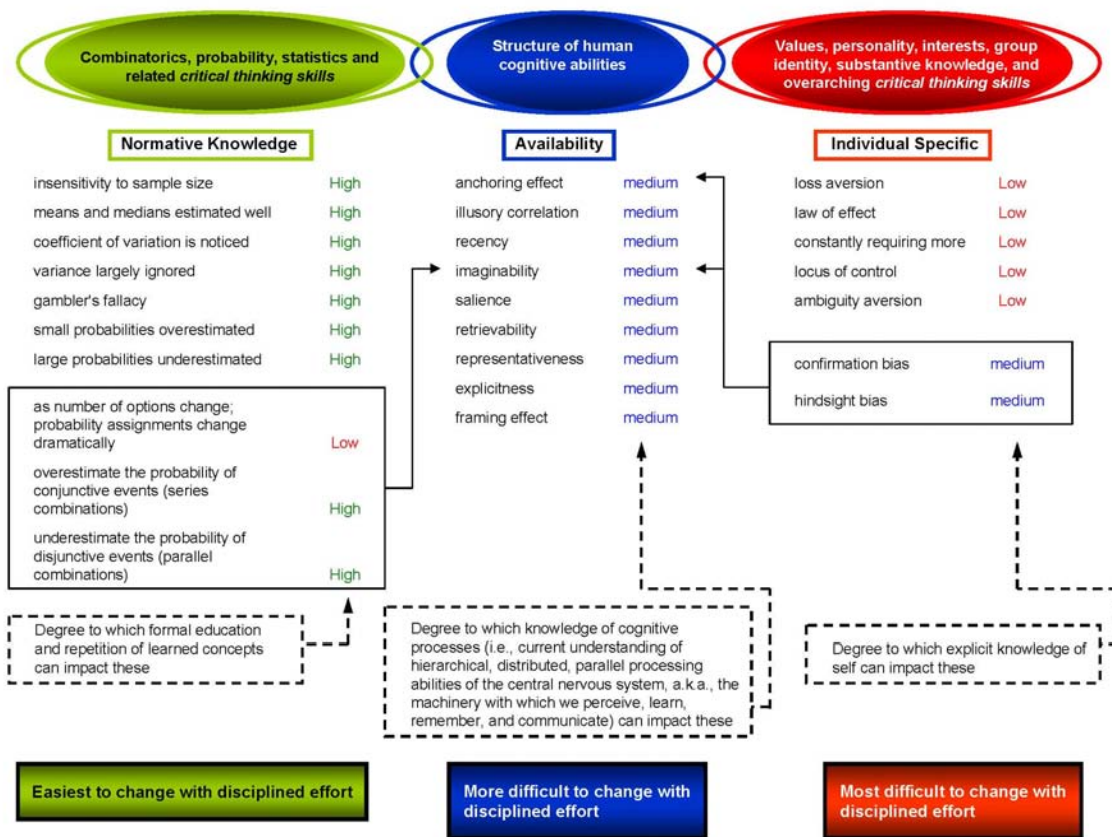 Combinatorics, probability, statistics and
related critical thinking skills
Structure of human
cognitive abilities
Values, personality, interests, group
identity, substantive knowledge, and
overarching critical thinking skills
Normative Knowledge
insensitivity to sample size High
means and medians estimated well High
coefficient of variation is noticed High
variance largely ignored High
gambler's fallacy High
small probabilities overestimated High
large probabilities underestimated High
as number of options change;
probability assignments change
dramatically Low
overestimate the probability of
conjunctive events (series
combinations) High
underestimate the probability of
disjunctive events (parallel
combinations) High
Degree to which formal education
and repetition of learned concepts
can impact these
Availability
anchoring effect medium
illusory correlation medium
recency medium
imaginability medium
salience medium
retrievability medium
representativeness medium
explicitness medium
framing effect medium
Degree to which knowledge of cognitive
processes (i.e., current understanding of
hierarchical, distributed, parallel processing
abilities of the central nervous system, a.k.a., the
machinery with which we perceive, learn,
remember, and communicate) can impact these
Individual Specific
loss aversion Low
law of effect Low
constantly requiring more Low
locus of control Low
ambiguity aversion Low
confirmation bias medium
hindsight bias medium
Degree to which explicit knowledge of
self can impact these
Easiest to change with disciplined effort
More difficult to change with
disciplined effort
Most difficult to change with
disciplined effort